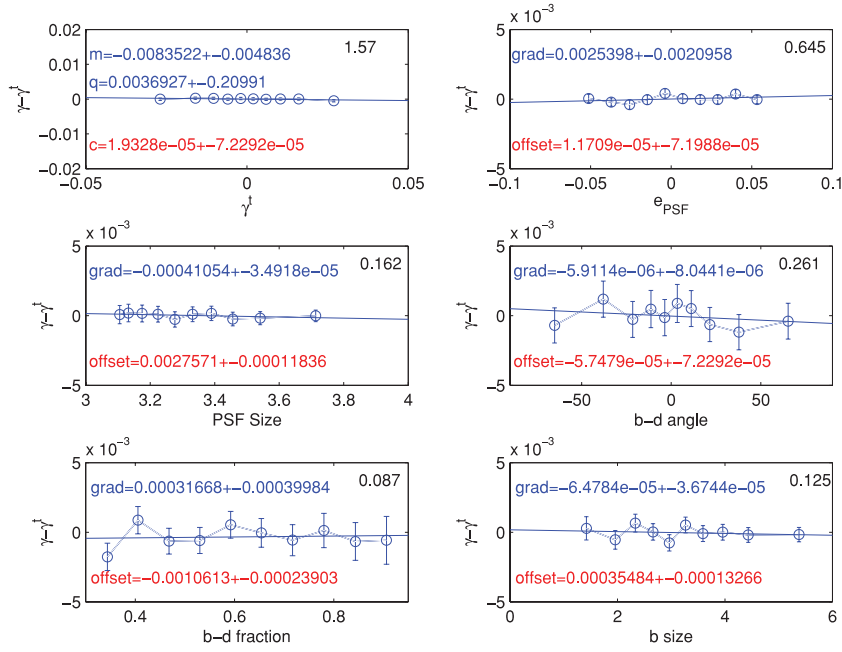 0.02
0.01
0
−0.01
−0.02
γ−γᵗ
m=−0.0083522+−0.004836
1.57
q=0.0036927+−0.20991
c=1.9328e−05+−7.2292e−05
−0.05
0
0.05
γᵗ
x 10⁻³
5
0
−5
γ−γᵗ
grad=0.0025398+−0.0020958
0.645
offset=1.1709e−05+−7.1988e−05
−0.1
−0.05
0
0.05
0.1
e_PSF
x 10⁻³
5
0
−5
γ−γᵗ
grad=−0.00041054+−3.4918e−05
0.162
offset=0.0027571+−0.00011836
3
3.2
3.4
3.6
3.8
4
PSF Size
x 10⁻³
5
0
−5
γ−γᵗ
grad=−5.9114e−06+−8.0441e−06
0.261
offset=−5.7479e−05+−7.2292e−05
−50
0
50
b−d angle
x 10⁻³
5
0
−5
γ−γᵗ
grad=0.00031668+−0.00039984
0.087
offset=−0.0010613+−0.00023903
0.4
0.6
0.8
b−d fraction
x 10⁻³
5
0
−5
γ−γᵗ
grad=−6.4784e−05+−3.6744e−05
0.125
offset=0.00035484+−0.00013266
0
2
4
6
b size